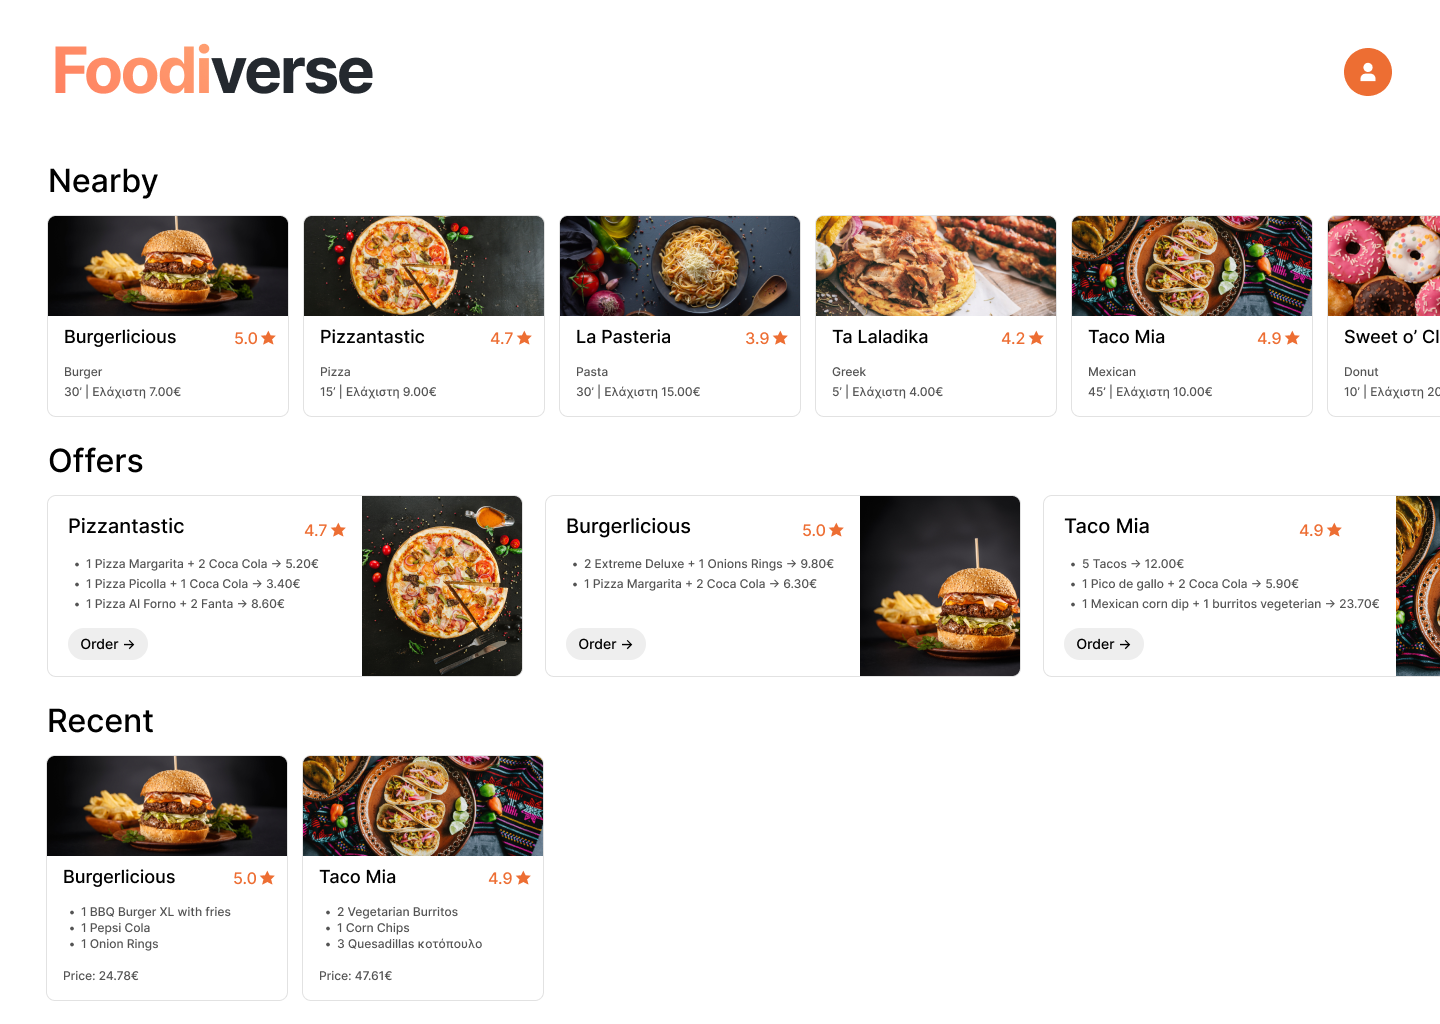 Foodiverse
Nearby
Burgerlicious 5.0
Burger
30’ | Ελάχιστη 7.00€
Pizzantastic 4.7
Pizza
15’ | Ελάχιστη 9.00€
La Pasteria 3.9
Pasta
30’ | Ελάχιστη 15.00€
Ta Laladika 4.2
Greek
5’ | Ελάχιστη 4.00€
Taco Mia 4.9
Mexican
45’ | Ελάχιστη 10.00€
Sweet o’
Donut
10’ | Ελάχιστη
Offers
Pizzantastic 4.7
• 1 Pizza Margarita + 2 Coca Cola → 5.20€
• 1 Pizza Picolla + 1 Coca Cola → 3.40€
• 1 Pizza Al Forno + 2 Fanta → 8.60€
Order →
Burgerlicious 5.0
• 2 Extreme Deluxe + 1 Onions Rings → 9.80€
• 1 Pizza Margarita + 2 Coca Cola → 6.30€
Order →
Taco Mia 4.9
• 5 Tacos → 12.00€
• 1 Pico de gallo + 2 Coca Cola → 5.90€
• 1 Mexican corn dip + 1 burritos vegeterian → 23.70€
Order →
Recent
Burgerlicious 5.0
• 1 BBQ Burger XL with fries
• 1 Pepsi Cola
• 1 Onion Rings
Price: 24.78€
Taco Mia 4.9
• 2 Vegetarian Burritos
• 1 Corn Chips
• 3 Quesadillas κοτόπουλο
Price: 47.61€